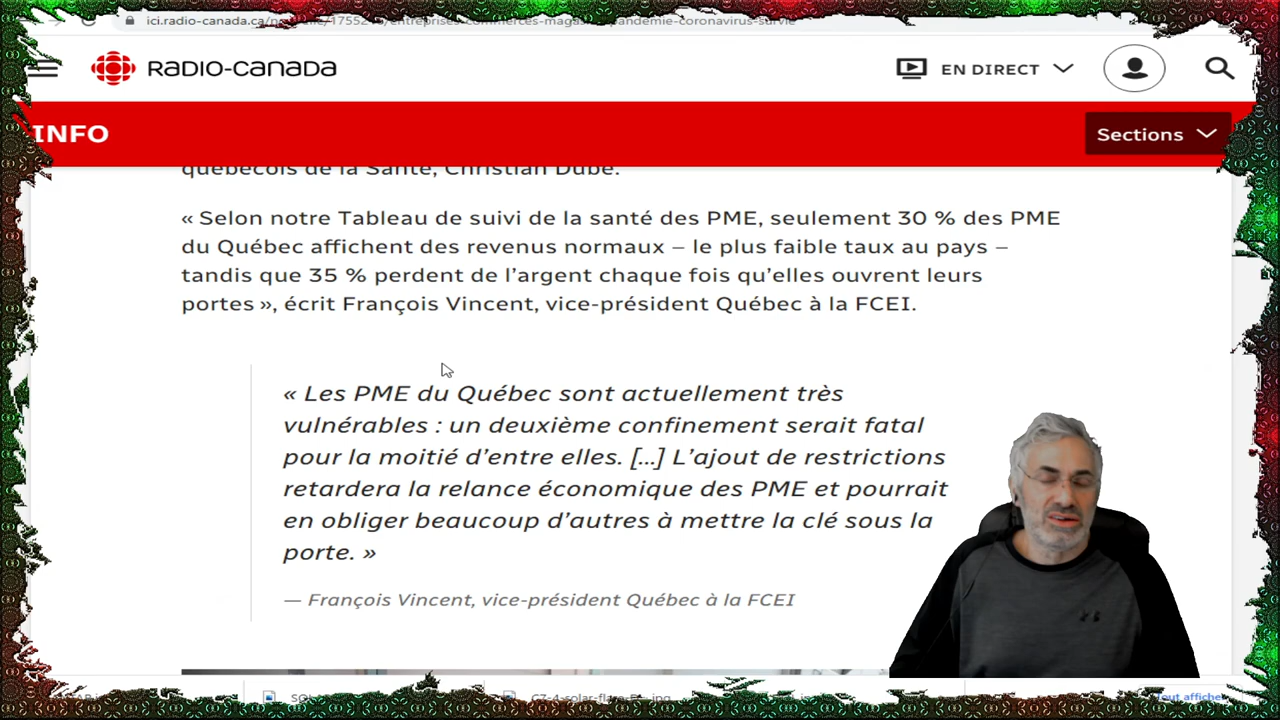 ici.radio-canada.ca
RADIO-CANADA
EN DIRECT
INFO
Sections
québécois de la Santé, Christian Dubé.
« Selon notre Tableau de suivi de la santé des PME, seulement 30 % des PME
du Québec affichent des revenus normaux – le plus faible taux au pays –
tandis que 35 % perdent de l’argent chaque fois qu’elles ouvrent leurs
portes », écrit François Vincent, vice-président Québec à la FCEI.
« Les PME du Québec sont actuellement très
vulnérables : un deuxième confinement serait fatal
pour la moitié d’entre elles. [...] L’ajout de restrictions
retardera la relance économique des PME et pourrait
en obliger beaucoup d’autres à mettre la clé sous la
porte. »
— François Vincent, vice-président Québec à la FCEI